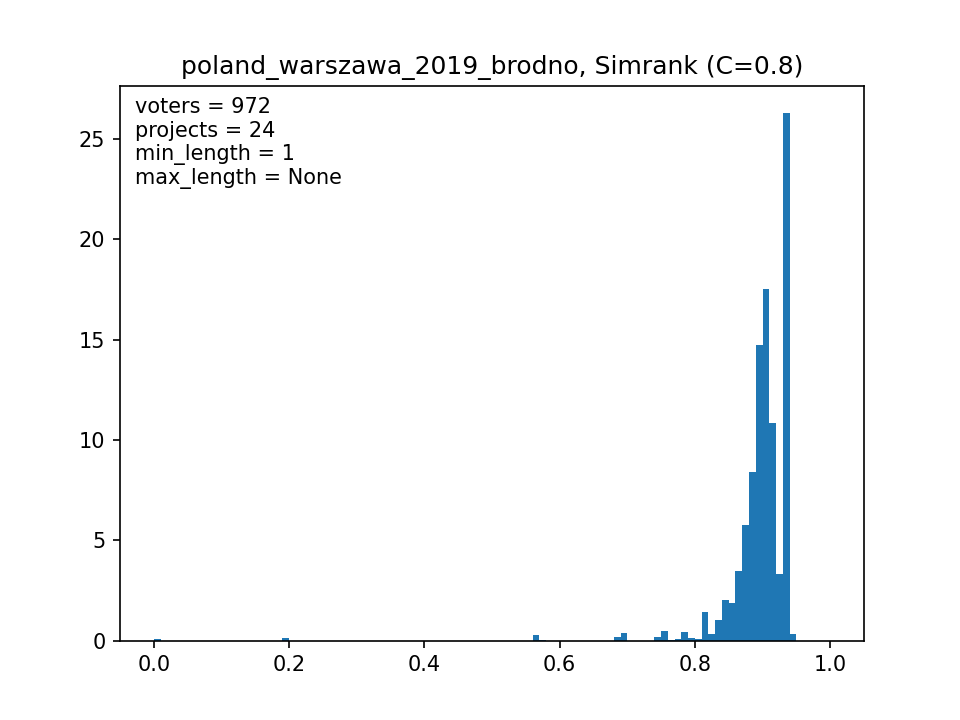 poland_warszawa_2019_brodno, Simrank (C=0.8)
voters = 972
projects = 24
min_length = 1
max_length = None
25
20
15
10
5
0
0.0 0.2 0.4 0.6 0.8 1.0